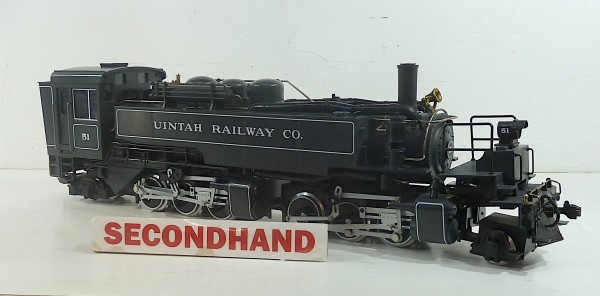 51
UINTAH RAILWAY CO.
51
SECONDHAND